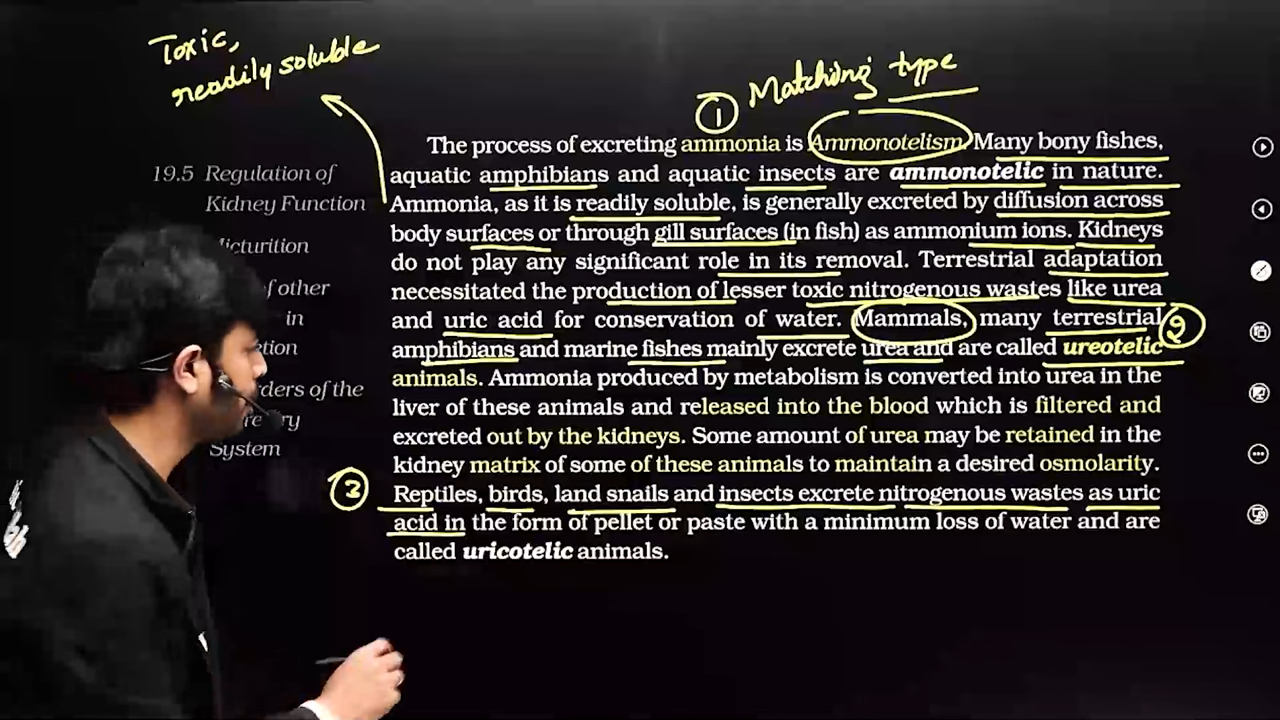 Toxic,
readily soluble
Matching type
①
The process of excreting ammonia is Ammonotelism. Many bony fishes,
aquatic amphibians and aquatic insects are ammonotelic in nature.
Ammonia, as it is readily soluble, is generally excreted by diffusion across
body surfaces or through gill surfaces (in fish) as ammonium ions. Kidneys
do not play any significant role in its removal. Terrestrial adaptation
necessitated the production of lesser toxic nitrogenous wastes like urea
and uric acid for conservation of water. Mammals, many terrestrial
②
amphibians and marine fishes mainly excrete urea and are called ureotelic
animals. Ammonia produced by metabolism is converted into urea in the
liver of these animals and released into the blood which is filtered and
excreted out by the kidneys. Some amount of urea may be retained in the
kidney matrix of some of these animals to maintain a desired osmolarity.
③
Reptiles, birds, land snails and insects excrete nitrogenous wastes as uric
acid in the form of pellet or paste with a minimum loss of water and are
called uricotelic animals.
19.5 Regulation of
Kidney Function
icturition
of other
in
tion
ders of the
ry
System